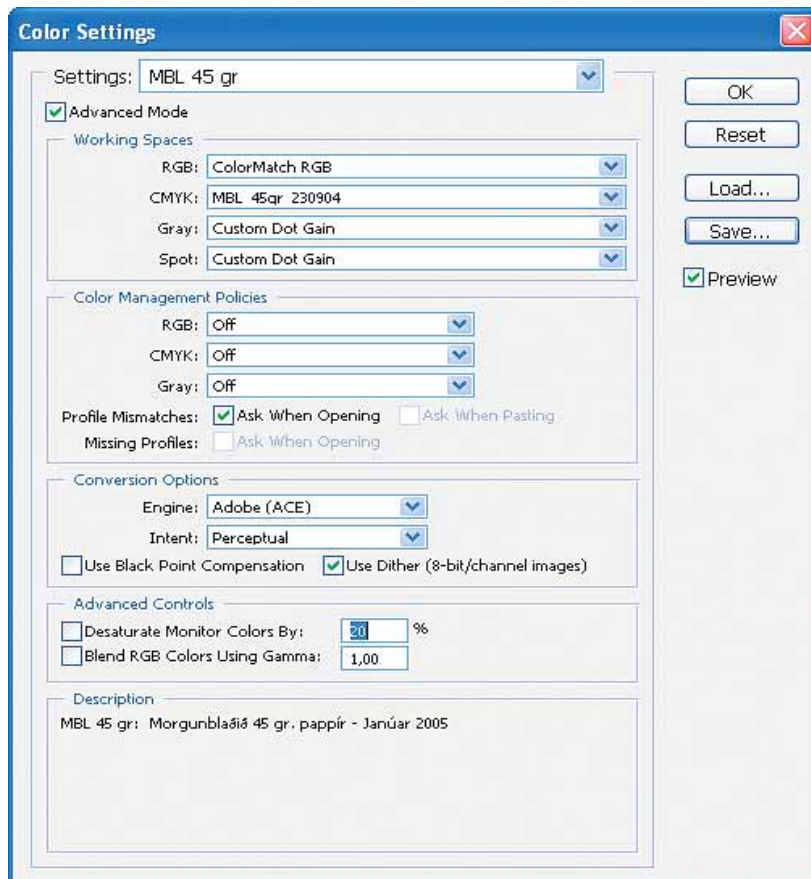 Color Settings
Settings: MBL 45 gr
Advanced Mode
Working Spaces
RGB: ColorMatch RGB
CMYK: MBL 45gr 230904
Gray: Custom Dot Gain
Spot: Custom Dot Gain
Color Management Policies
RGB: Off
CMYK: Off
Gray: Off
Profile Mismatches: Ask When Opening Ask When Pasting
Missing Profiles: Ask When Opening
Conversion Options
Engine: Adobe (ACE)
Intent: Perceptual
Use Black Point Compensation Use Dither (8-bit/channel images)
Advanced Controls
Desaturate Monitor Colors By: 20 %
Blend RGB Colors Using Gamma: 1,00
Description
MBL 45 gr: Morgunblaðið 45 gr. pappír - Janúar 2005
OK
Reset
Load...
Save...
Preview